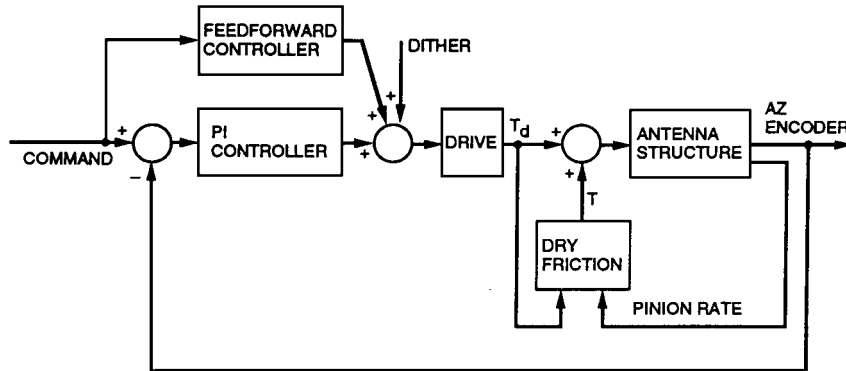 FEEDFORWARD
CONTROLLER
DITHER
+
+
COMMAND
+
−
PI
CONTROLLER
+
DRIVE
Td
+
+
T
ANTENNA
STRUCTURE
AZ
ENCODER
DRY
FRICTION
PINION RATE